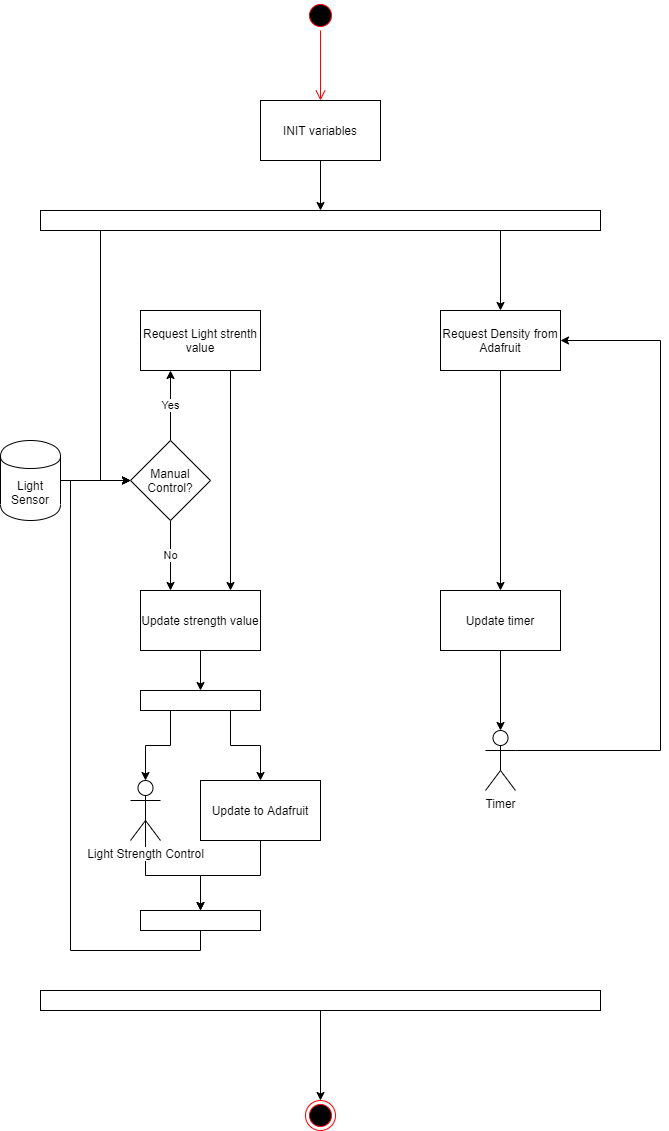 INIT variables
Request Light strenth
value
Request Density from
Adafruit
Yes
Manual
Control?
Light
Sensor
No
Update strength value
Update timer
Timer
Update to Adafruit
Light Strength Control